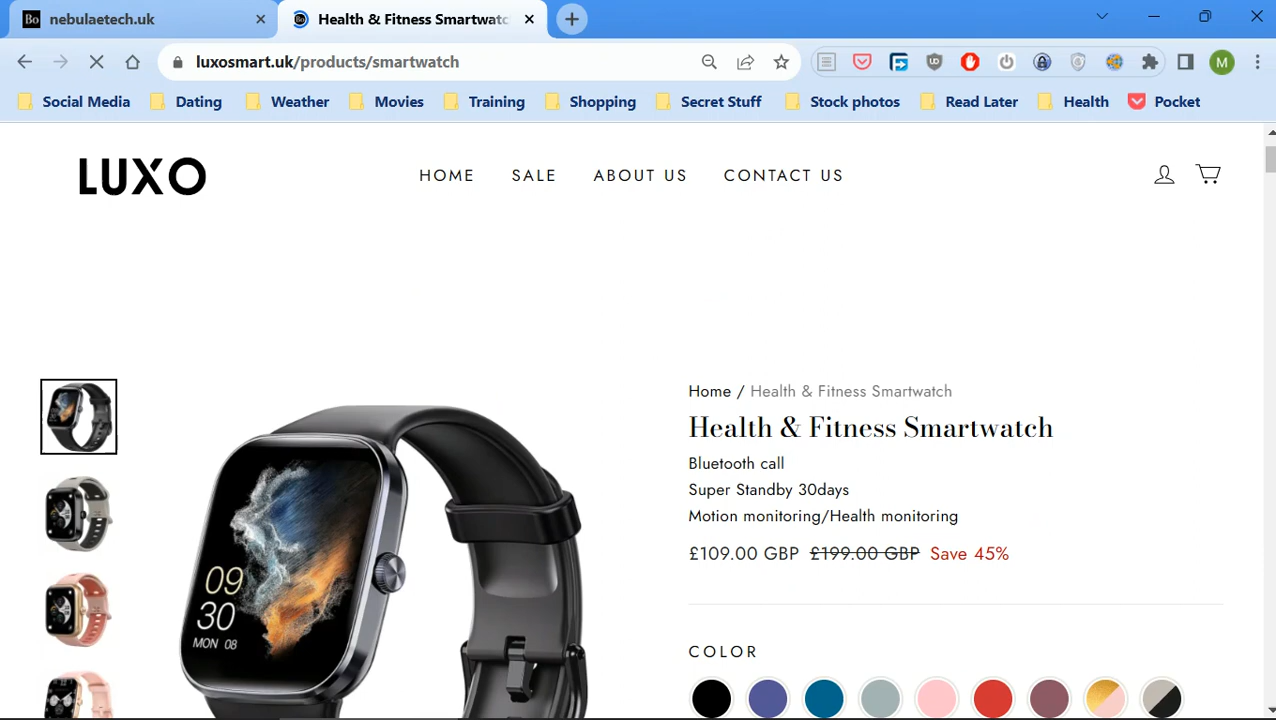 Bo nebulaetech.uk
Health & Fitness Smartwatc
luxosmart.uk/products/smartwatch
M
Social Media Dating Weather Movies Training Shopping Secret Stuff Stock photos Read Later Health Pocket
LUXO HOME SALE ABOUT US CONTACT US
Home / Health & Fitness Smartwatch
Health & Fitness Smartwatch
Bluetooth call
Super Standby 30days
Motion monitoring/Health monitoring
£109.00 GBP £199.00 GBP Save 45%
COLOR
09
30
MON 08